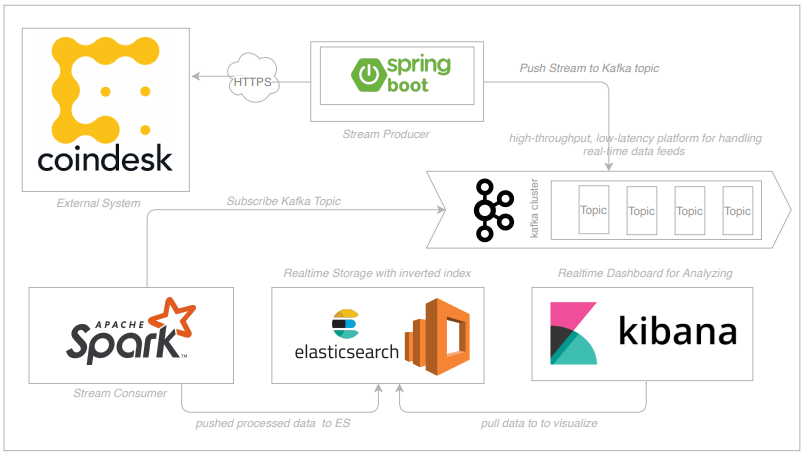 coindesk
External System
HTTPS
spring
boot
Stream Producer
Push Stream to Kafka topic
high-throughput, low-latency platform for handling
real-time data feeds
Subscribe Kafka Topic
kafka cluster
Topic
Topic
Topic
Topic
APACHE
Spark™
Stream Consumer
Realtime Storage with inverted index
elasticsearch
Realtime Dashboard for Analyzing
kibana
pushed processed data to ES
pull data to to visualize